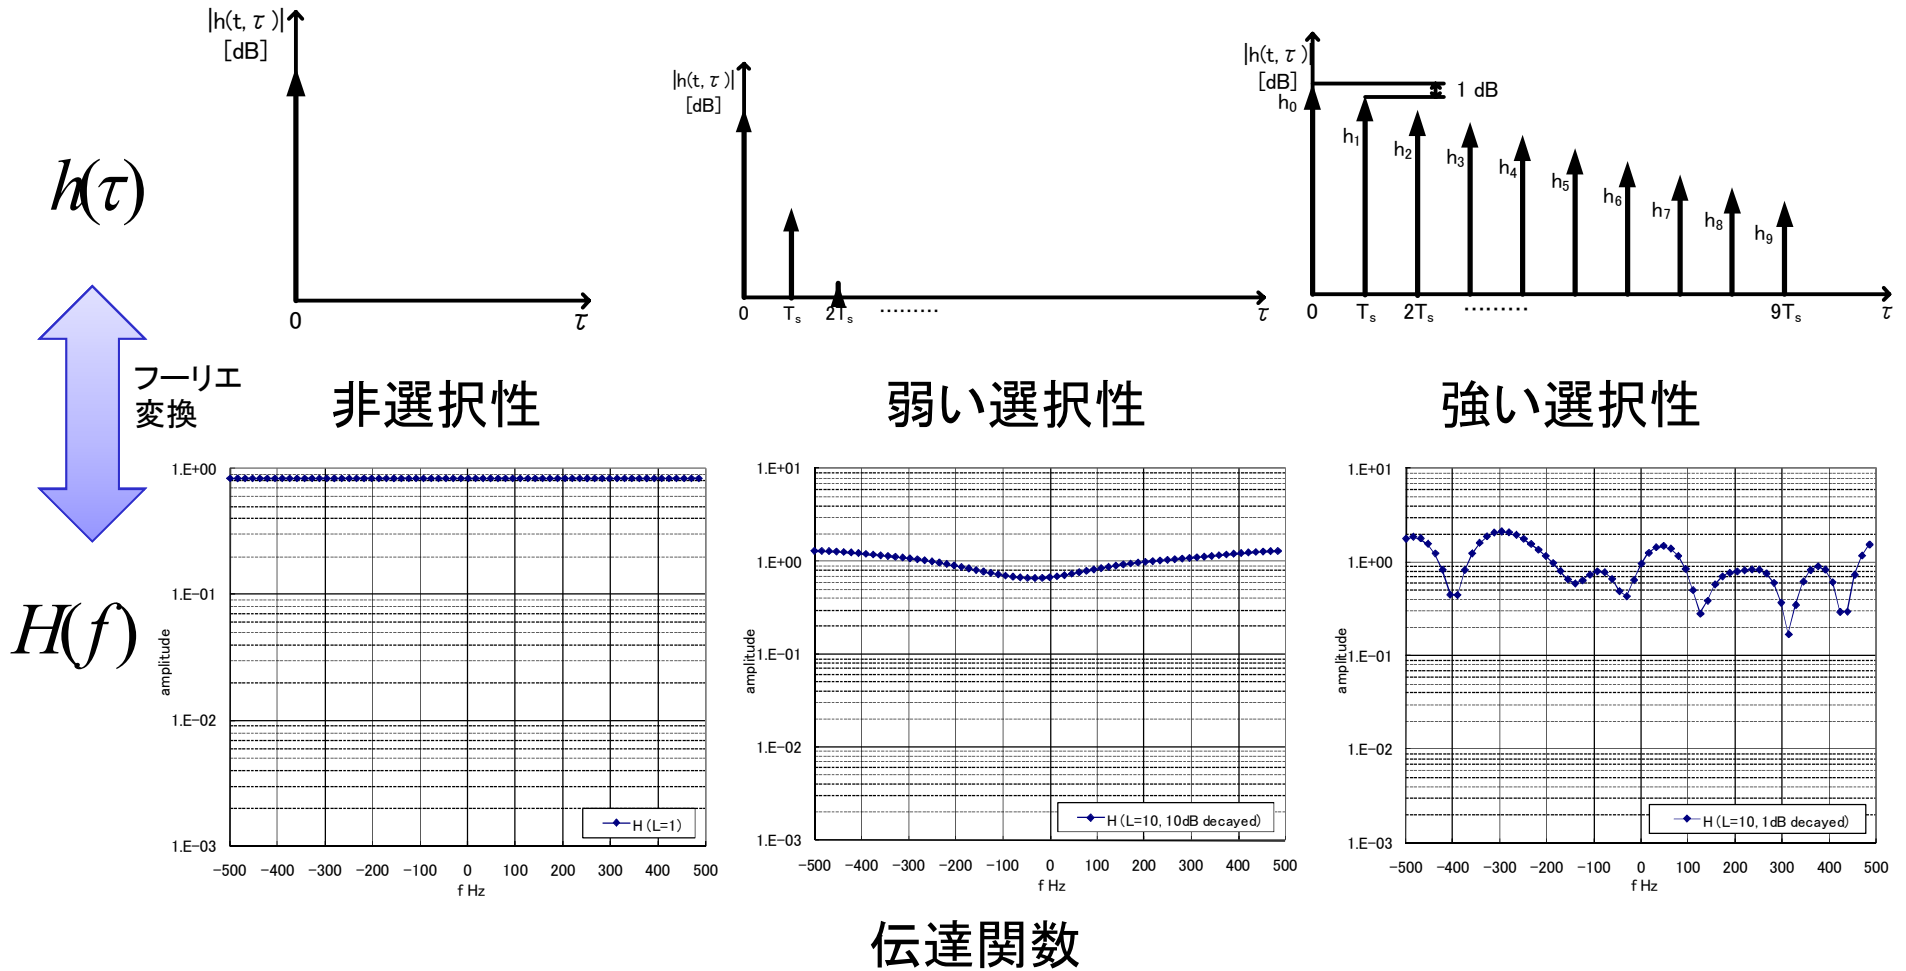 |h(t, τ)|
[dB]
0
τ
|h(t, τ)|
[dB]
0
Ts
2Ts
………
τ
|h(t, τ)|
[dB]
1 dB
h0
h1
h2
h3
h4
h5
h6
h7
h8
h9
0
Ts
2Ts
………
9Ts
τ
h(τ)
フーリエ
変換
H(f)
非選択性
弱い選択性
強い選択性
1.E+00
1.E-01
1.E-02
1.E-03
amplitude
H (L=1)
-500 -400 -300 -200 -100 0 100 200 300 400 500
f Hz
1.E+01
1.E+00
1.E-01
1.E-02
1.E-03
amplitude
H (L=10, 10dB decayed)
-500 -400 -300 -200 -100 0 100 200 300 400 500
f Hz
1.E+01
1.E+00
1.E-01
1.E-02
1.E-03
amplitude
H (L=10, 1dB decayed)
-500 -400 -300 -200 -100 0 100 200 300 400 500
f Hz
伝達関数